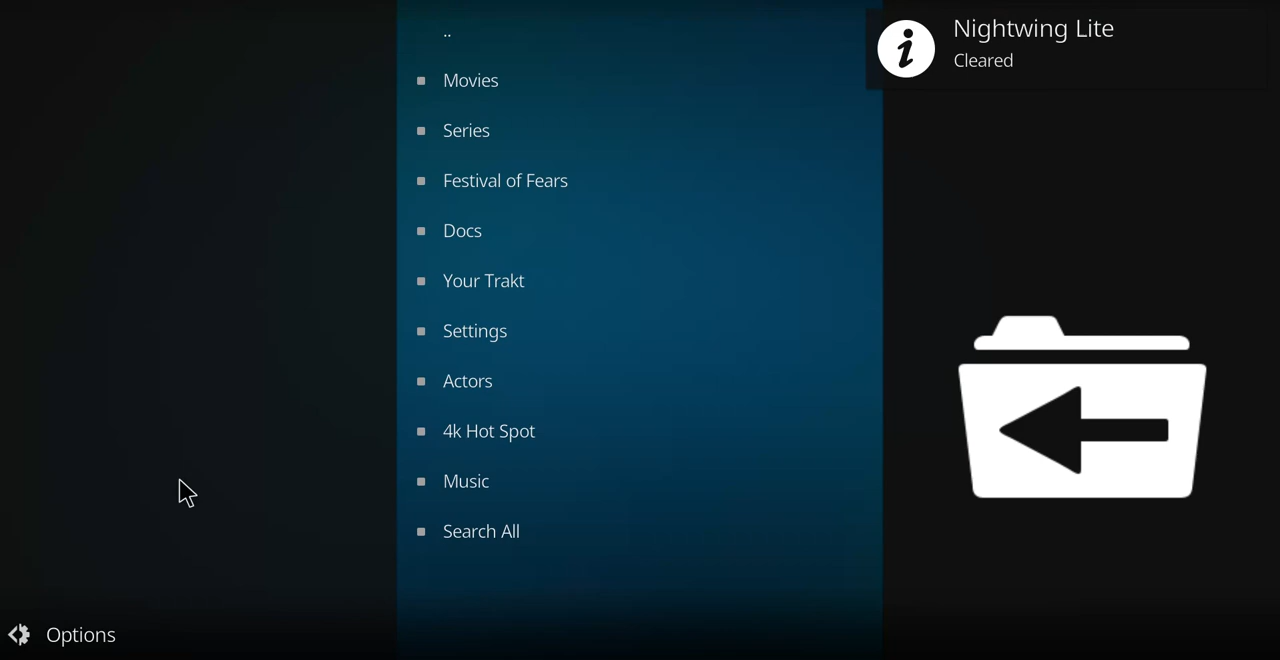 ..
Movies
Series
Festival of Fears
Docs
Your Trakt
Settings
Actors
4k Hot Spot
Music
Search All
Nightwing Lite
Cleared
Options